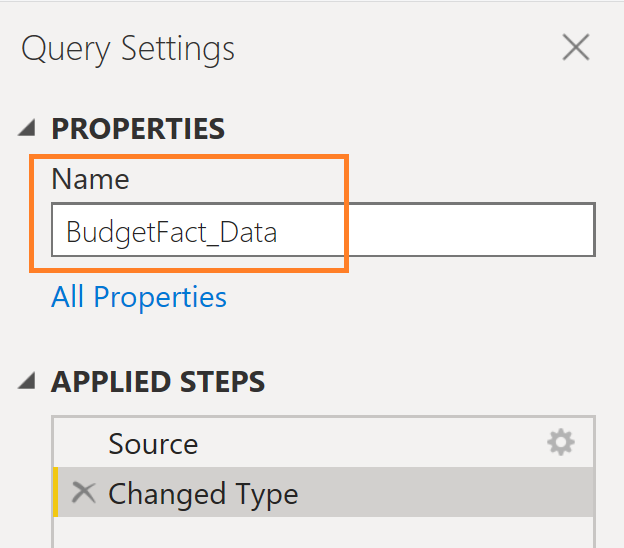 Query Settings
PROPERTIES
Name
BudgetFact_Data
All Properties
APPLIED STEPS
Source
Changed Type